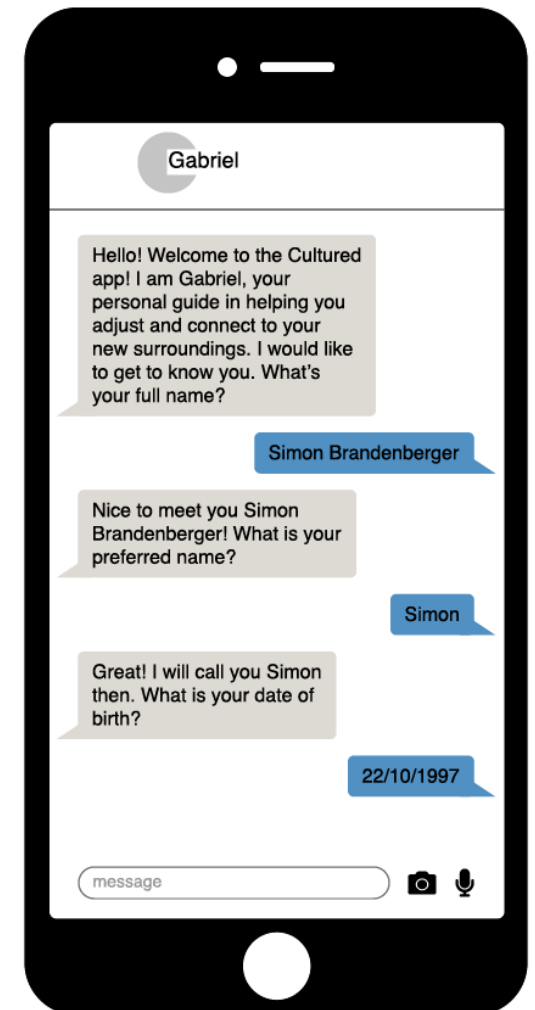 Gabriel
Hello! Welcome to the Cultured
app! I am Gabriel, your
personal guide in helping you
adjust and connect to your
new surroundings. I would like
to get to know you. What’s
your full name?
Simon Brandenberger
Nice to meet you Simon
Brandenberger! What is your
preferred name?
Simon
Great! I will call you Simon
then. What is your date of
birth?
22/10/1997
message